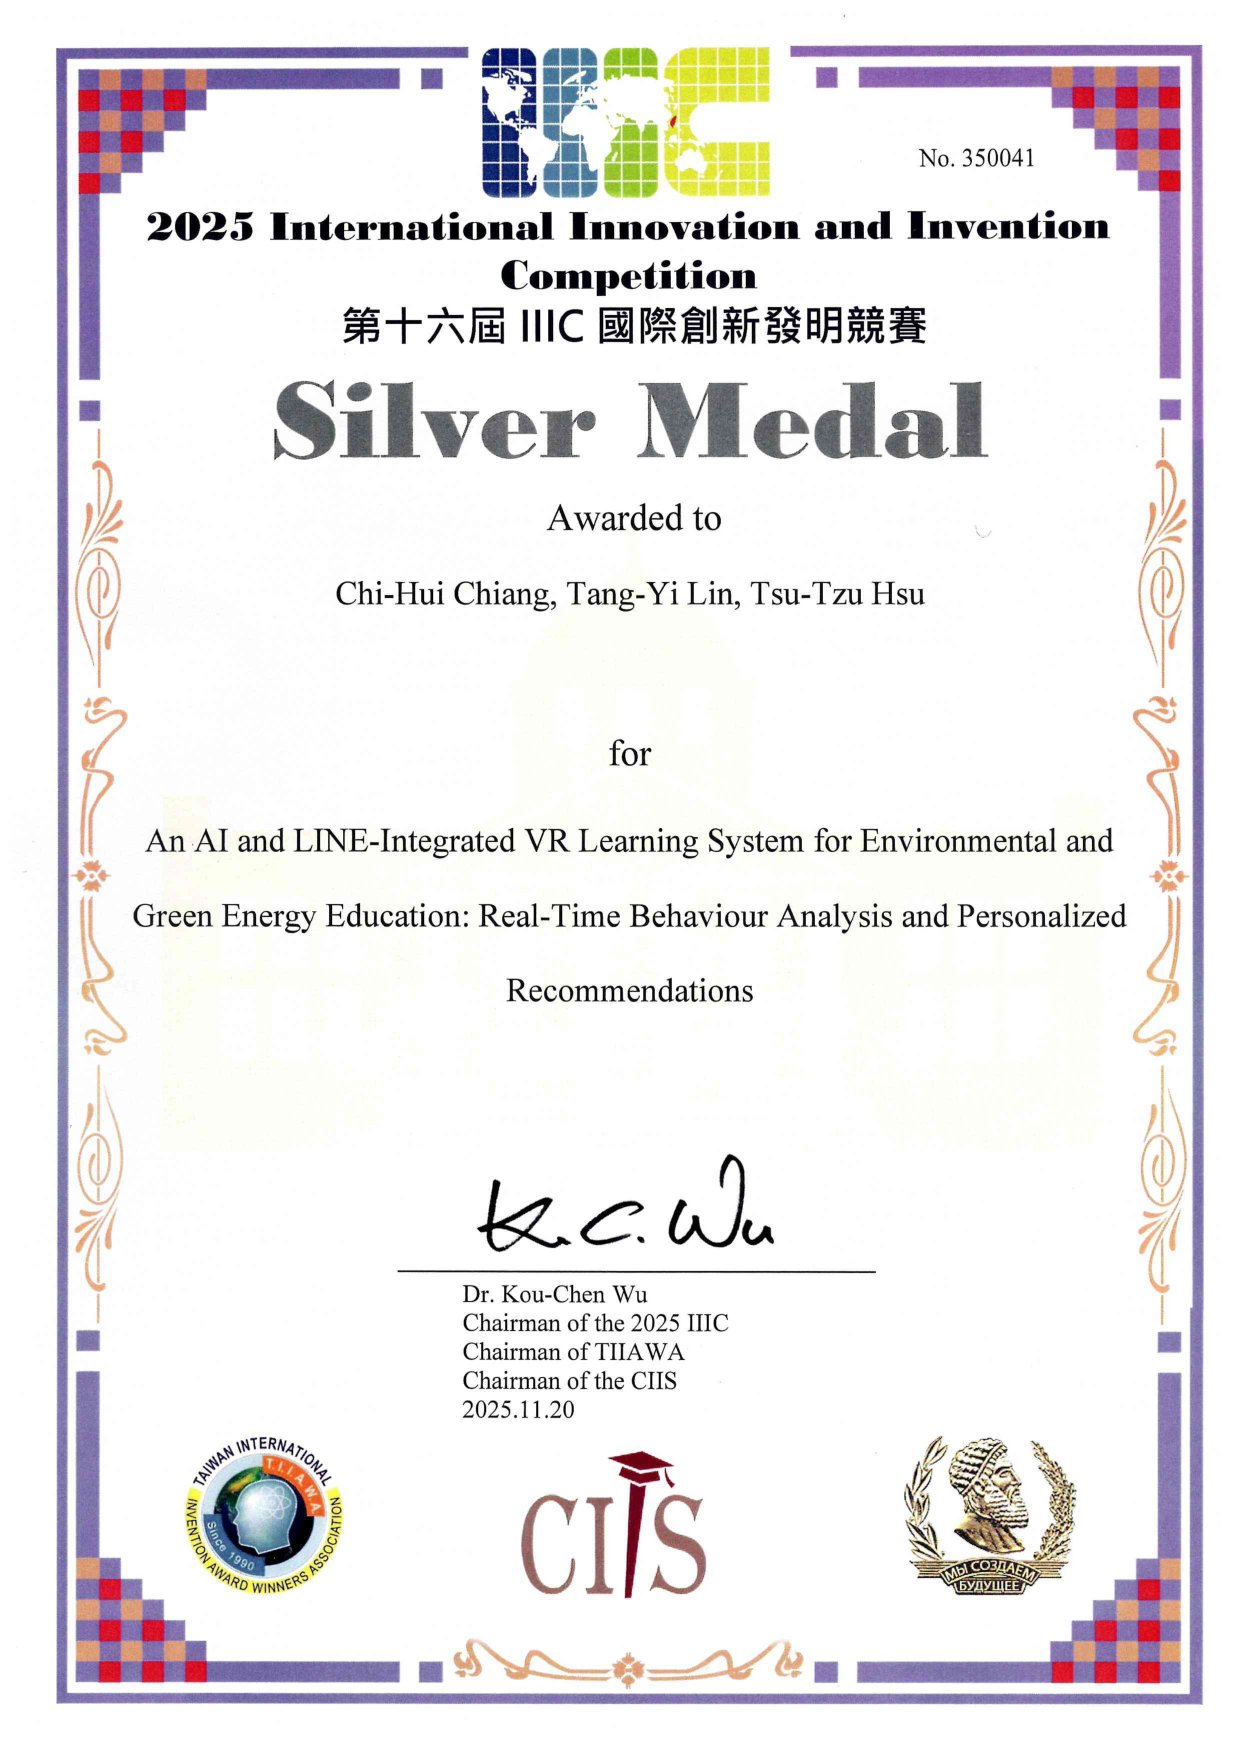 IIIC
No. 350041
2025 International Innovation and Invention
Competition
第十六屆 IIIC 國際創新發明競賽
Silver Medal
Awarded to
Chi-Hui Chiang, Tang-Yi Lin, Tsu-Tzu Hsu
for
An AI and LINE-Integrated VR Learning System for Environmental and
Green Energy Education: Real-Time Behaviour Analysis and Personalized
Recommendations
K. C. Wu
Dr. Kou-Chen Wu
Chairman of the 2025 IIIC
Chairman of TIIAWA
Chairman of the CIIS
2025.11.20
TAIWAN INTERNATIONAL
INVENTION AWARD WINNERS ASSOCIATION
T.I.I.A.W.A
Since 1990
CIIS
МЫ СОЗДАЕМ
БУДУЩЕЕ